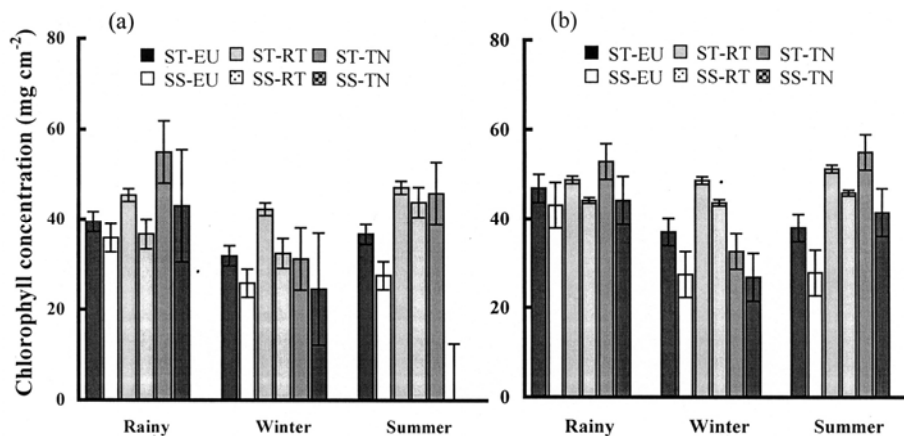 (a)
(b)
Chlorophyll concentration (mg cm⁻²)
80
60
40
20
0
ST-EU ST-RT ST-TN
SS-EU SS-RT SS-TN
Rainy Winter Summer
80
60
40
20
0
ST-EU ST-RT ST-TN
SS-EU SS-RT SS-TN
Rainy Winter Summer